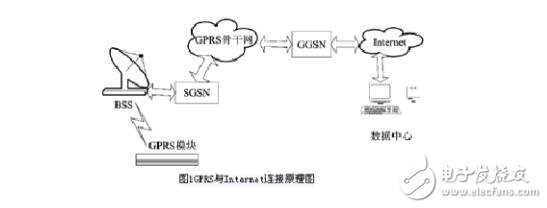 GPRS骨干网
GGSN
Internet
SGSN
BSS
GPRS模块
数据中心
图1GPRS与Internet连接原理图
电子发烧友
www.elecfans.com